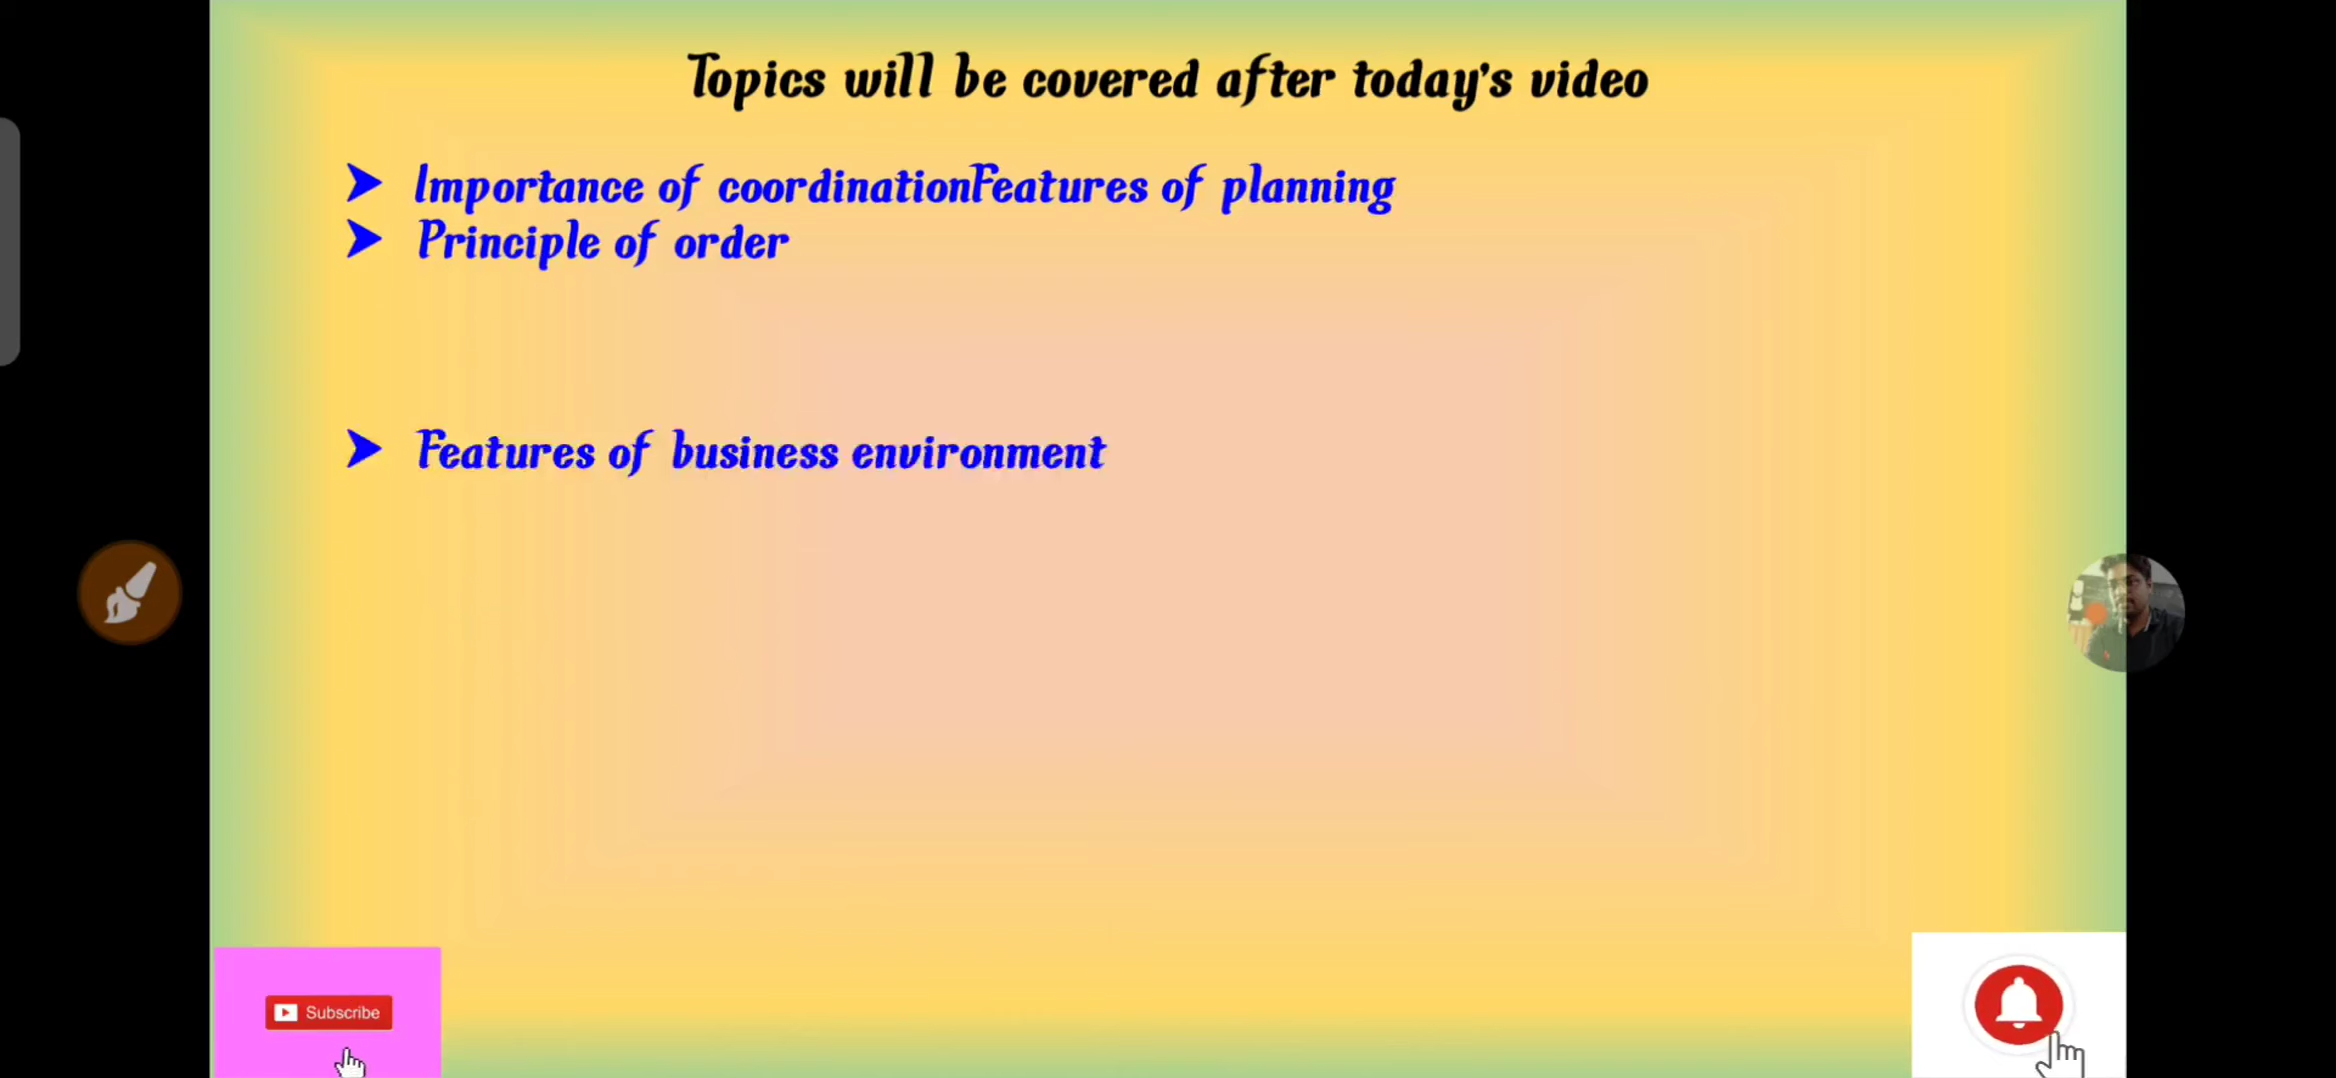 Topics will be covered after today's video
➤ Importance of coordinationFeatures of planning
➤ Principle of order
➤ Features of business environment
Subscribe